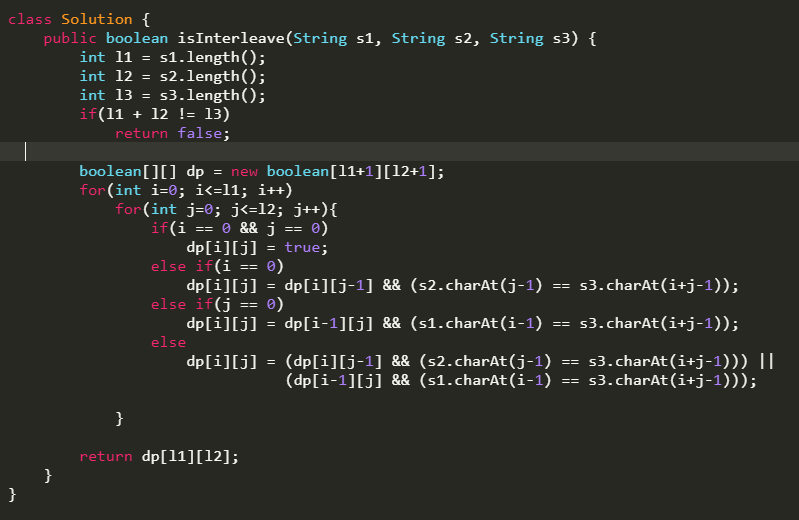 class Solution {
    public boolean isInterleave(String s1, String s2, String s3) {
        int l1 = s1.length();
        int l2 = s2.length();
        int l3 = s3.length();
        if(l1 + l2 != l3)
            return false;
        boolean[][] dp = new boolean[l1+1][l2+1];
        for(int i=0; i<=l1; i++)
            for(int j=0; j<=l2; j++){
                if(i == 0 && j == 0)
                    dp[i][j] = true;
                else if(i == 0)
                    dp[i][j] = dp[i][j-1] && (s2.charAt(j-1) == s3.charAt(i+j-1));
                else if(j == 0)
                    dp[i][j] = dp[i-1][j] && (s1.charAt(i-1) == s3.charAt(i+j-1));
                else
                    dp[i][j] = (dp[i][j-1] && (s2.charAt(j-1) == s3.charAt(i+j-1))) ||
                               (dp[i-1][j] && (s1.charAt(i-1) == s3.charAt(i+j-1)));
            }
        return dp[l1][l2];
    }
}